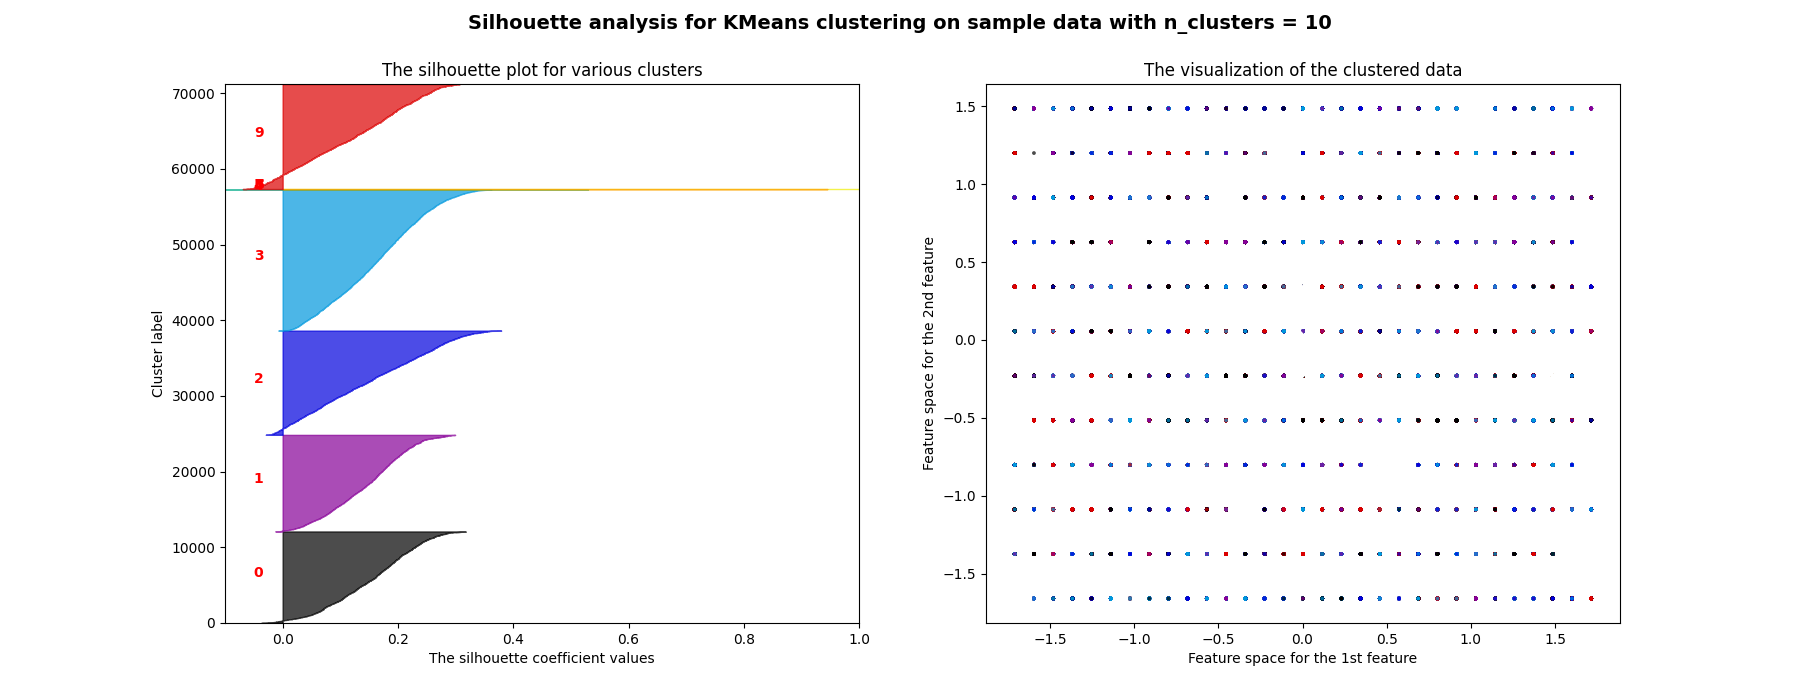 Silhouette analysis for KMeans clustering on sample data with n_clusters = 10
The silhouette plot for various clusters
70000
60000
50000
40000
30000
20000
10000
0
Cluster label
9
3
2
1
0
0.0 0.2 0.4 0.6 0.8 1.0
The silhouette coefficient values
The visualization of the clustered data
1.5
1.0
0.5
0.0
−0.5
−1.0
−1.5
Feature space for the 2nd feature
−1.5 −1.0 −0.5 0.0 0.5 1.0 1.5
Feature space for the 1st feature